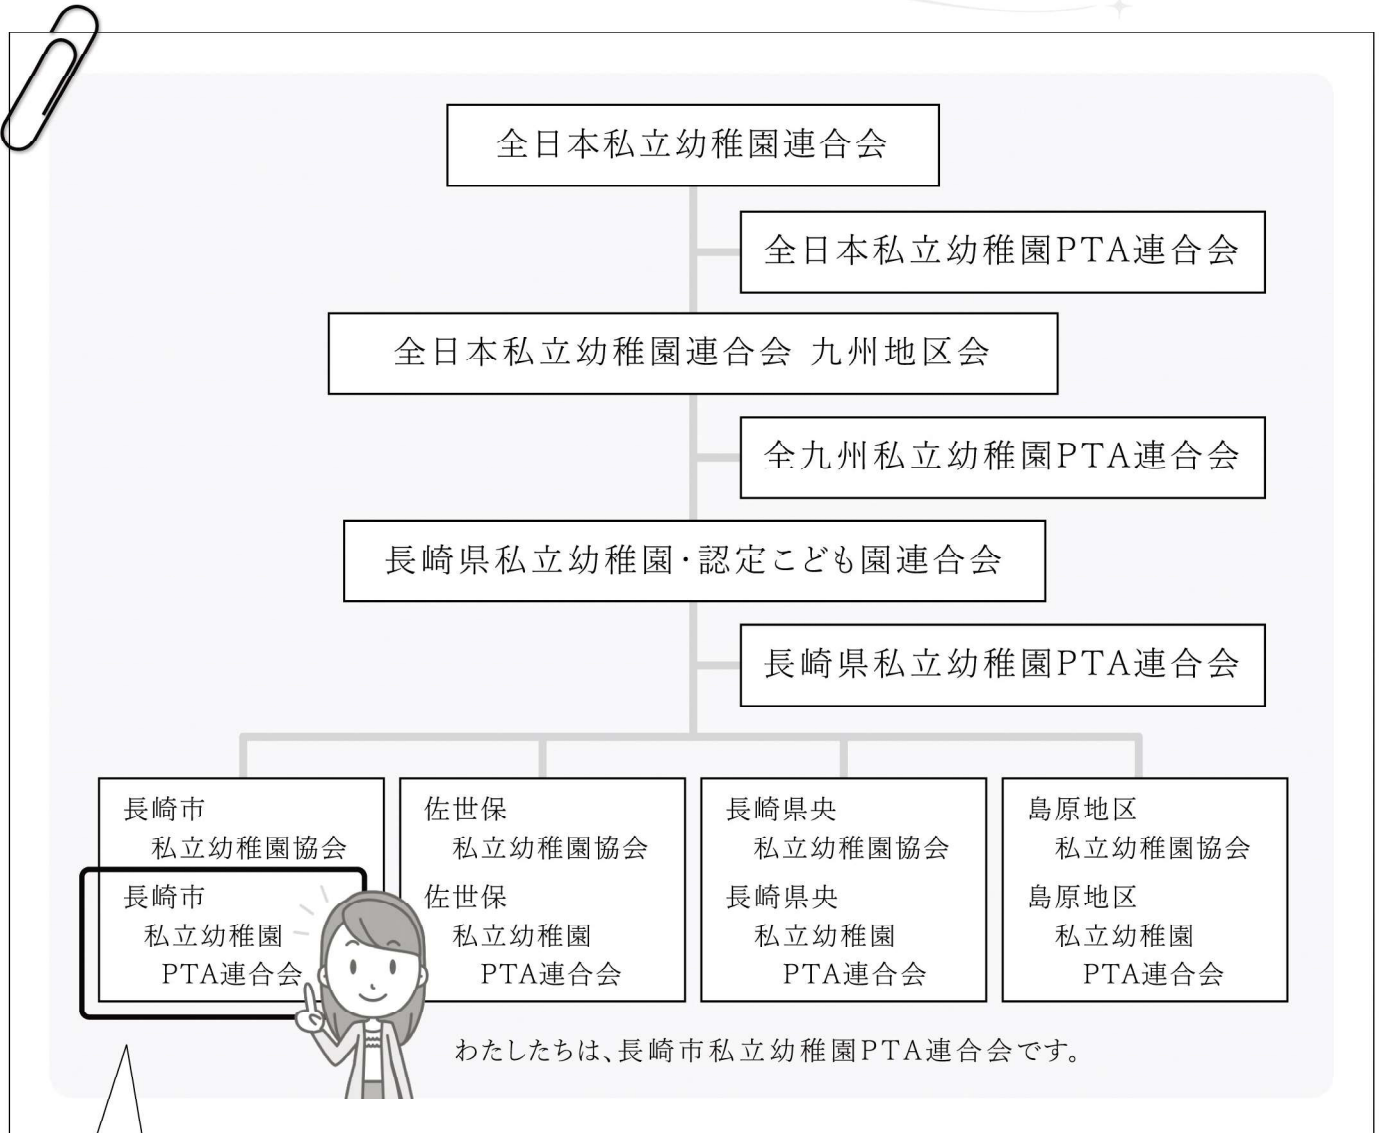 全日本私立幼稚園連合会
全日本私立幼稚園PTA連合会
全日本私立幼稚園連合会 九州地区会
全九州私立幼稚園PTA連合会
長崎県私立幼稚園・認定こども園連合会
長崎県私立幼稚園PTA連合会
長崎市
私立幼稚園協会
長崎市
私立幼稚園
PTA連合会
佐世保
私立幼稚園協会
佐世保
私立幼稚園
PTA連合会
長崎県央
私立幼稚園協会
長崎県央
私立幼稚園
PTA連合会
島原地区
私立幼稚園協会
島原地区
私立幼稚園
PTA連合会
わたしたちは、長崎市私立幼稚園PTA連合会です。